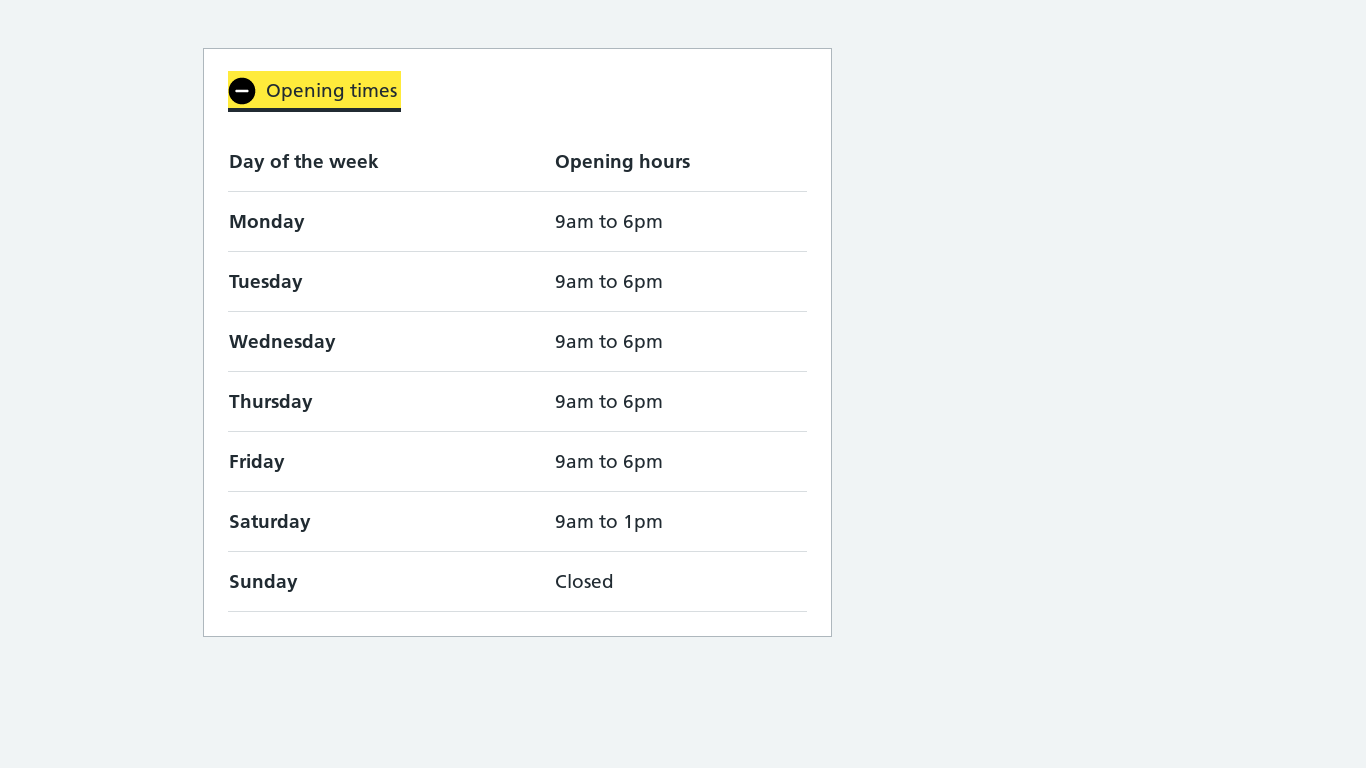 Opening times
Day of the week Opening hours
Monday 9am to 6pm
Tuesday 9am to 6pm
Wednesday 9am to 6pm
Thursday 9am to 6pm
Friday 9am to 6pm
Saturday 9am to 1pm
Sunday Closed